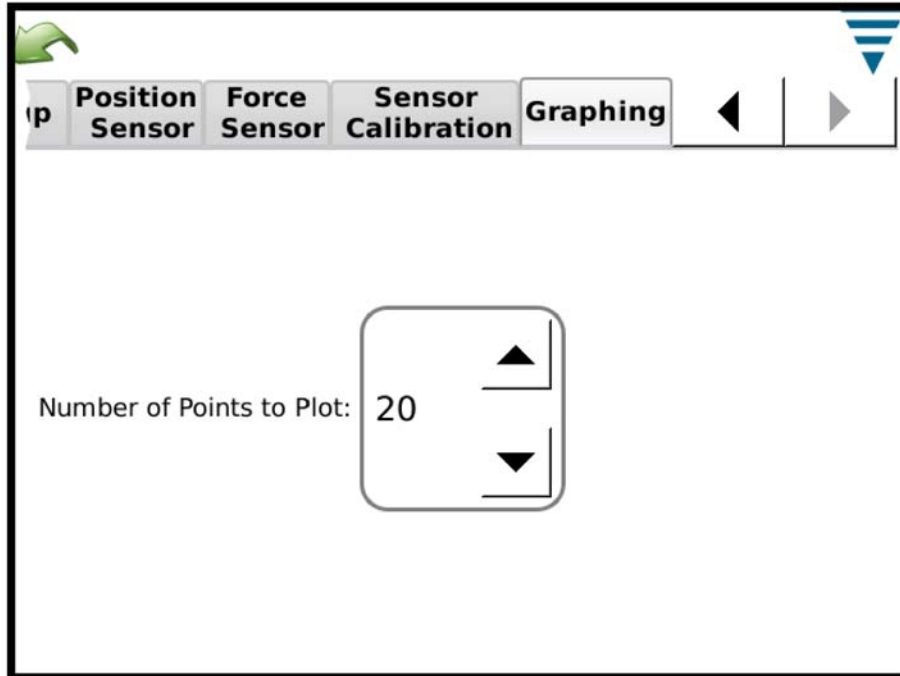 Position
Sensor
Force
Sensor
Sensor
Calibration
Graphing
Number of Points to Plot:
20